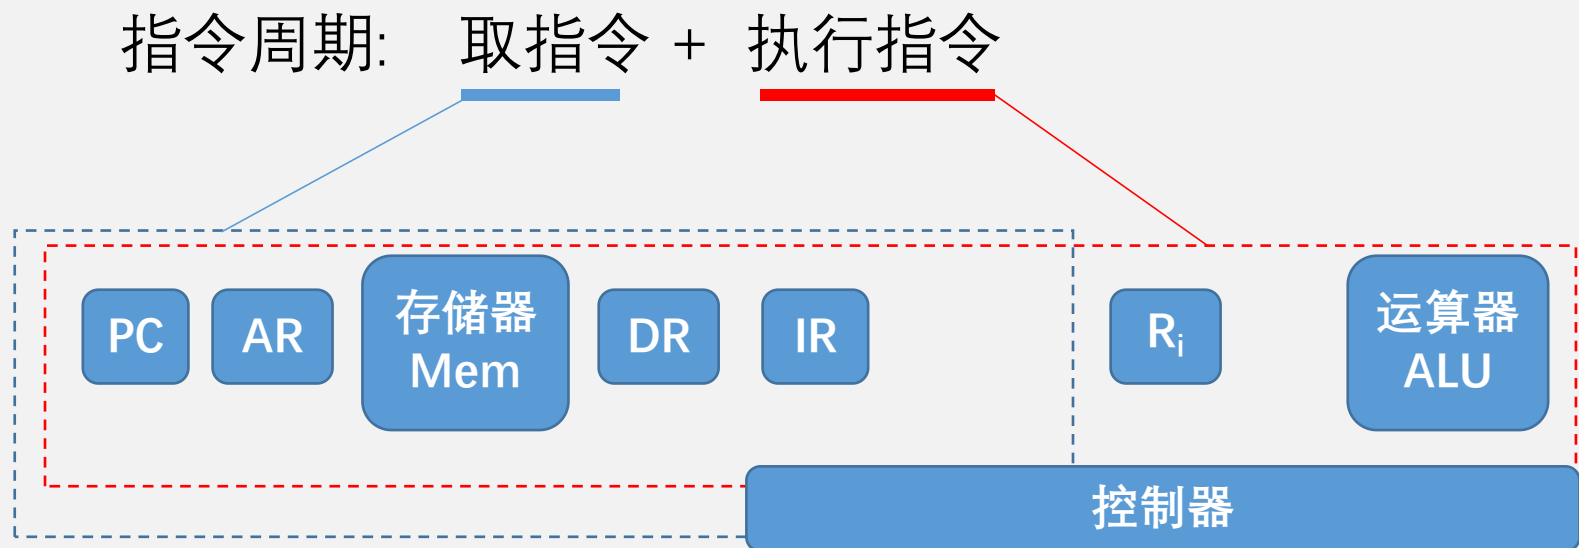 指令周期: 取指令 + 执行指令
PC
AR
存储器
Mem
DR
IR
Ri
运算器
ALU
控制器